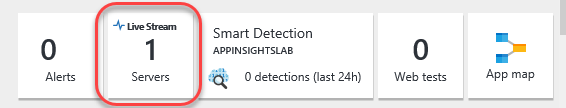 0
Alerts
Live Stream
1
Servers
Smart Detection
APPINSIGHTSLAB
0 detections (last 24h)
0
Web tests
App map